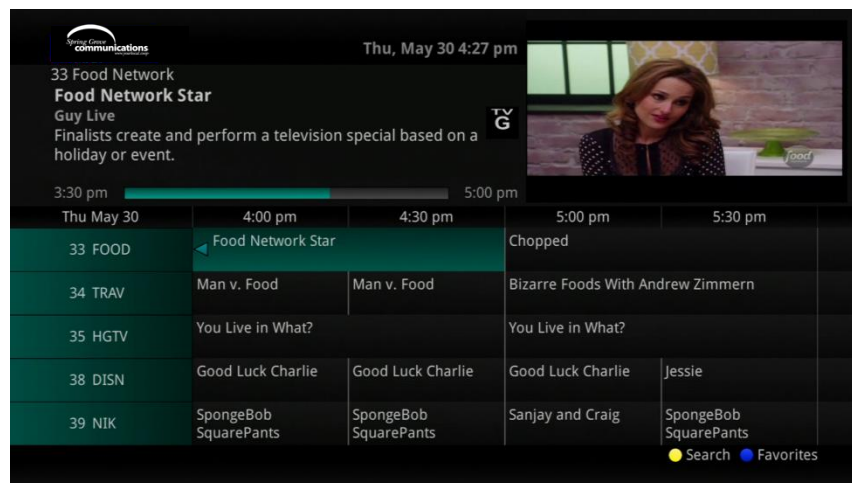 Spring Grove
communications
Thu, May 30 4:27 pm
33 Food Network
Food Network Star
Guy Live
TV
G
Finalists create and perform a television special based on a
holiday or event.
food
3:30 pm 5:00 pm
Thu May 30 4:00 pm 4:30 pm 5:00 pm 5:30 pm
33 FOOD Food Network Star Chopped
34 TRAV Man v. Food Man v. Food Bizarre Foods With Andrew Zimmern
35 HGTV You Live in What? You Live in What?
38 DISN Good Luck Charlie Good Luck Charlie Good Luck Charlie Jessie
39 NIK SpongeBob SpongeBob Sanjay and Craig SpongeBob
SquarePants SquarePants SquarePants
Search Favorites